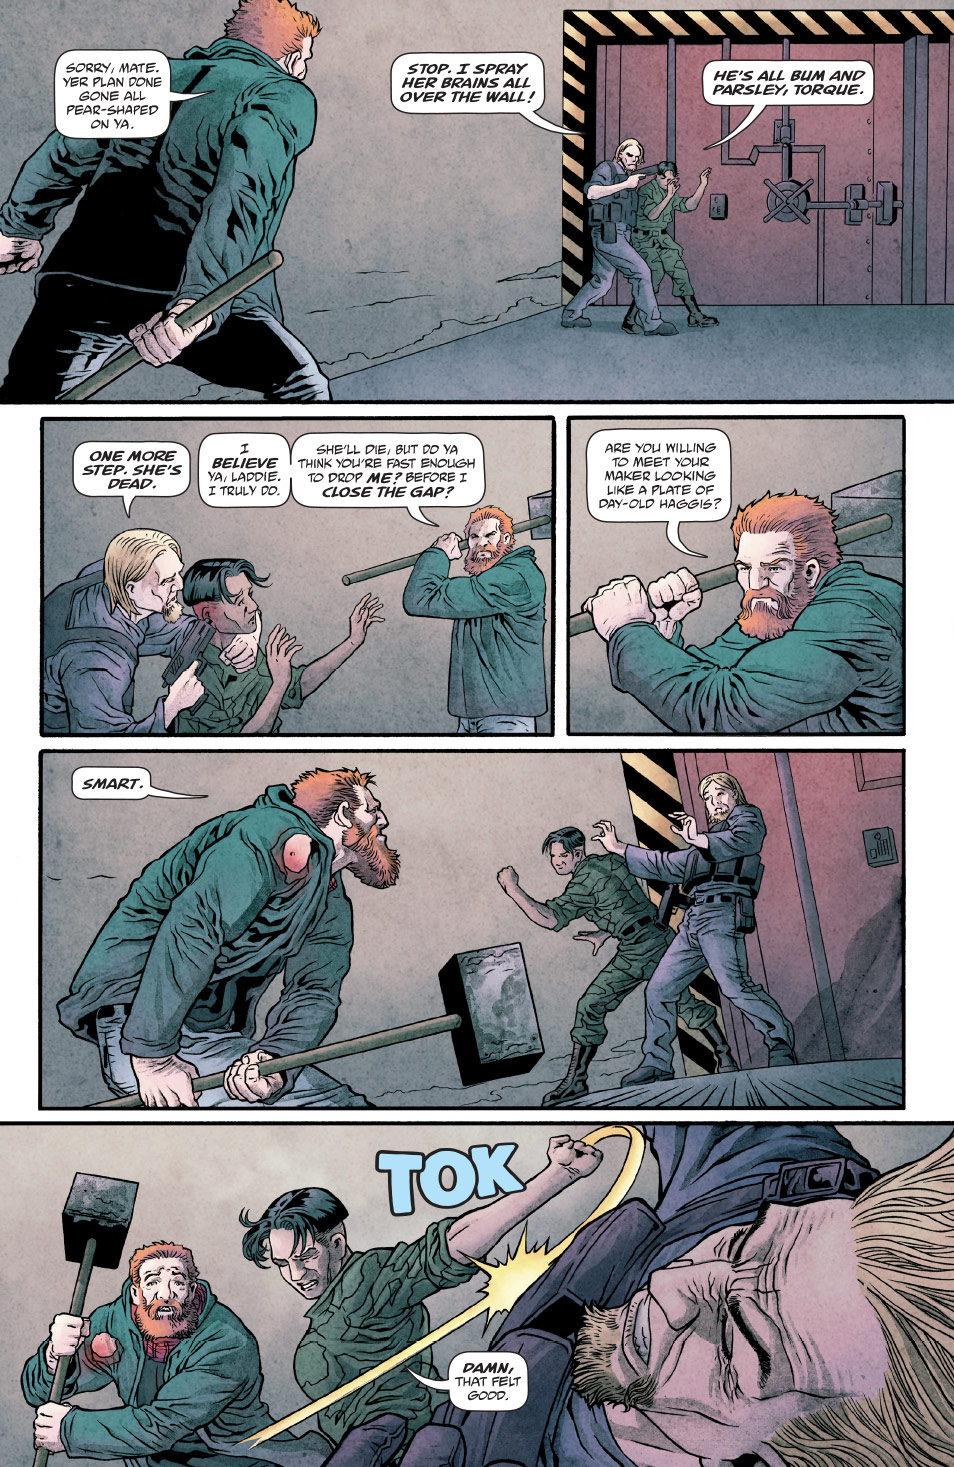 SORRY, MATE.
YER PLAN DONE
GONE ALL
PEAR-SHAPED
ON YA.
STOP. I SPRAY
HER BRAINS ALL
OVER THE WALL!
HE'S ALL BUM AND
PARSLEY, TORQUE.
ONE MORE
STEP. SHE'S
DEAD.
I
BELIEVE
YA, LADDIE.
I TRULY DO.
SHE'LL DIE, BUT DO YA
THINK YOU'RE FAST ENOUGH
TO DROP ME? BEFORE I
CLOSE THE GAP?
ARE YOU WILLING
TO MEET YOUR
MAKER LOOKING
LIKE A PLATE OF
DAY-OLD HAGGIS?
SMART.
TOK
DAMN,
THAT FELT
GOOD.